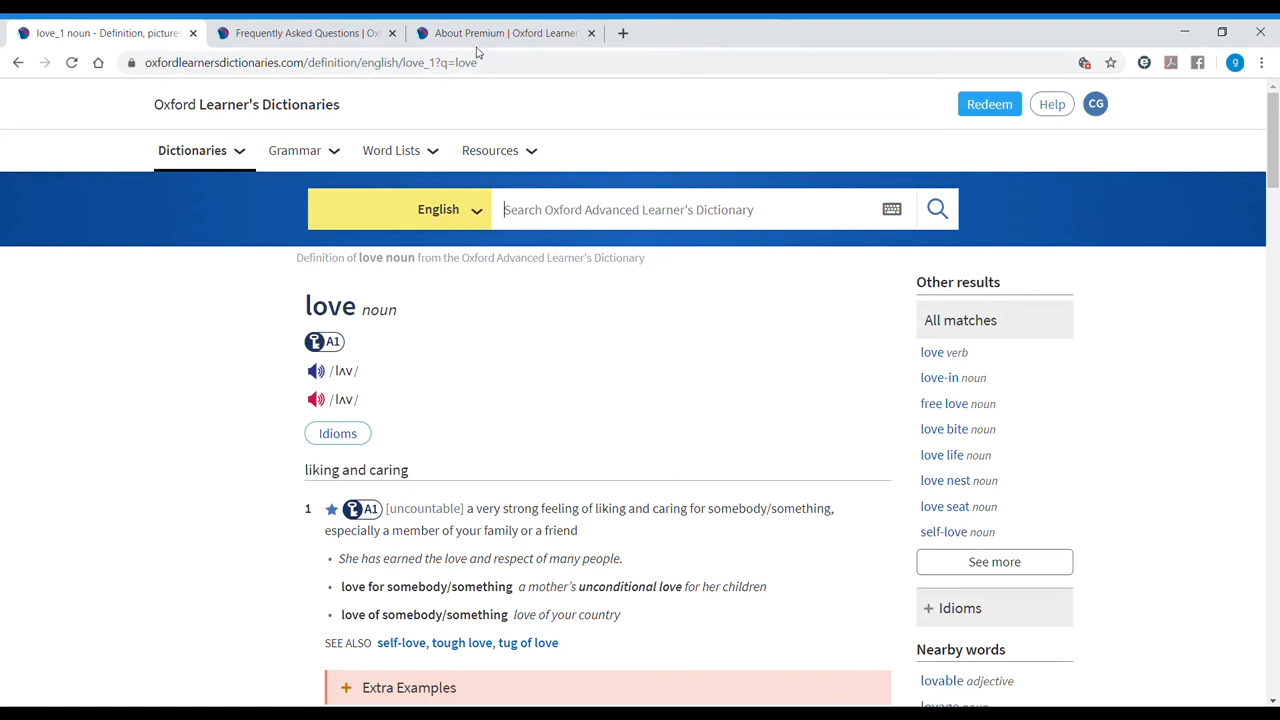 love_1 noun - Definition, picture
Frequently Asked Questions | Ox
About Premium | Oxford Learner
oxfordlearnersdictionaries.com/definition/english/love_1?q=love
g
Oxford Learner's Dictionaries
Redeem
Help
CG
Dictionaries
Grammar
Word Lists
Resources
English
Search Oxford Advanced Learner's Dictionary
Definition of love noun from the Oxford Advanced Learner's Dictionary
love noun
A1
/lʌv/
/lʌv/
Idioms
liking and caring
1 A1 [uncountable] a very strong feeling of liking and caring for somebody/something,
especially a member of your family or a friend
• She has earned the love and respect of many people.
• love for somebody/something a mother's unconditional love for her children
• love of somebody/something love of your country
SEE ALSO self-love, tough love, tug of love
+ Extra Examples
Other results
All matches
love verb
love-in noun
free love noun
love bite noun
love life noun
love nest noun
love seat noun
self-love noun
See more
+ Idioms
Nearby words
lovable adjective
lovage noun